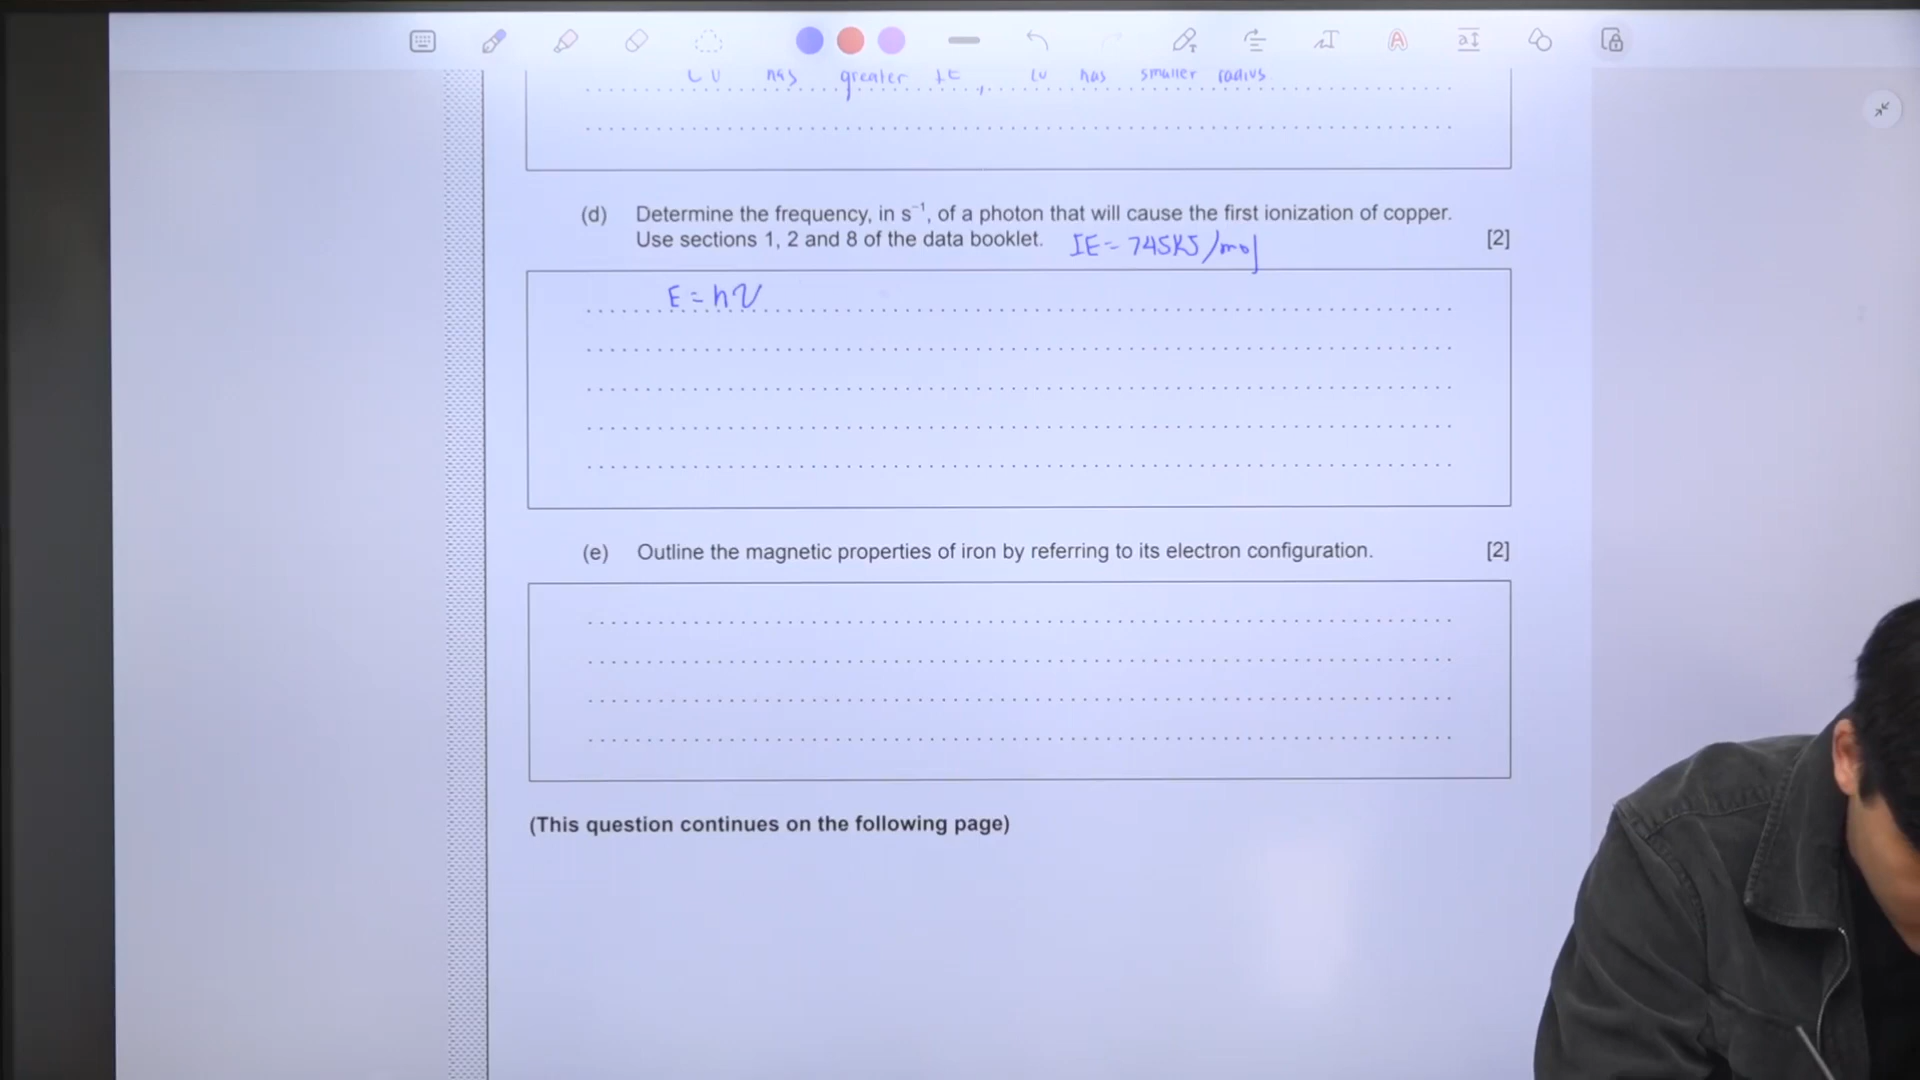 Cu has greater IE, Cu has smaller radius
(d) Determine the frequency, in s⁻¹, of a photon that will cause the first ionization of copper.
Use sections 1, 2 and 8 of the data booklet. IE = 745KJ/mol [2]
E = hν
(e) Outline the magnetic properties of iron by referring to its electron configuration. [2]
(This question continues on the following page)